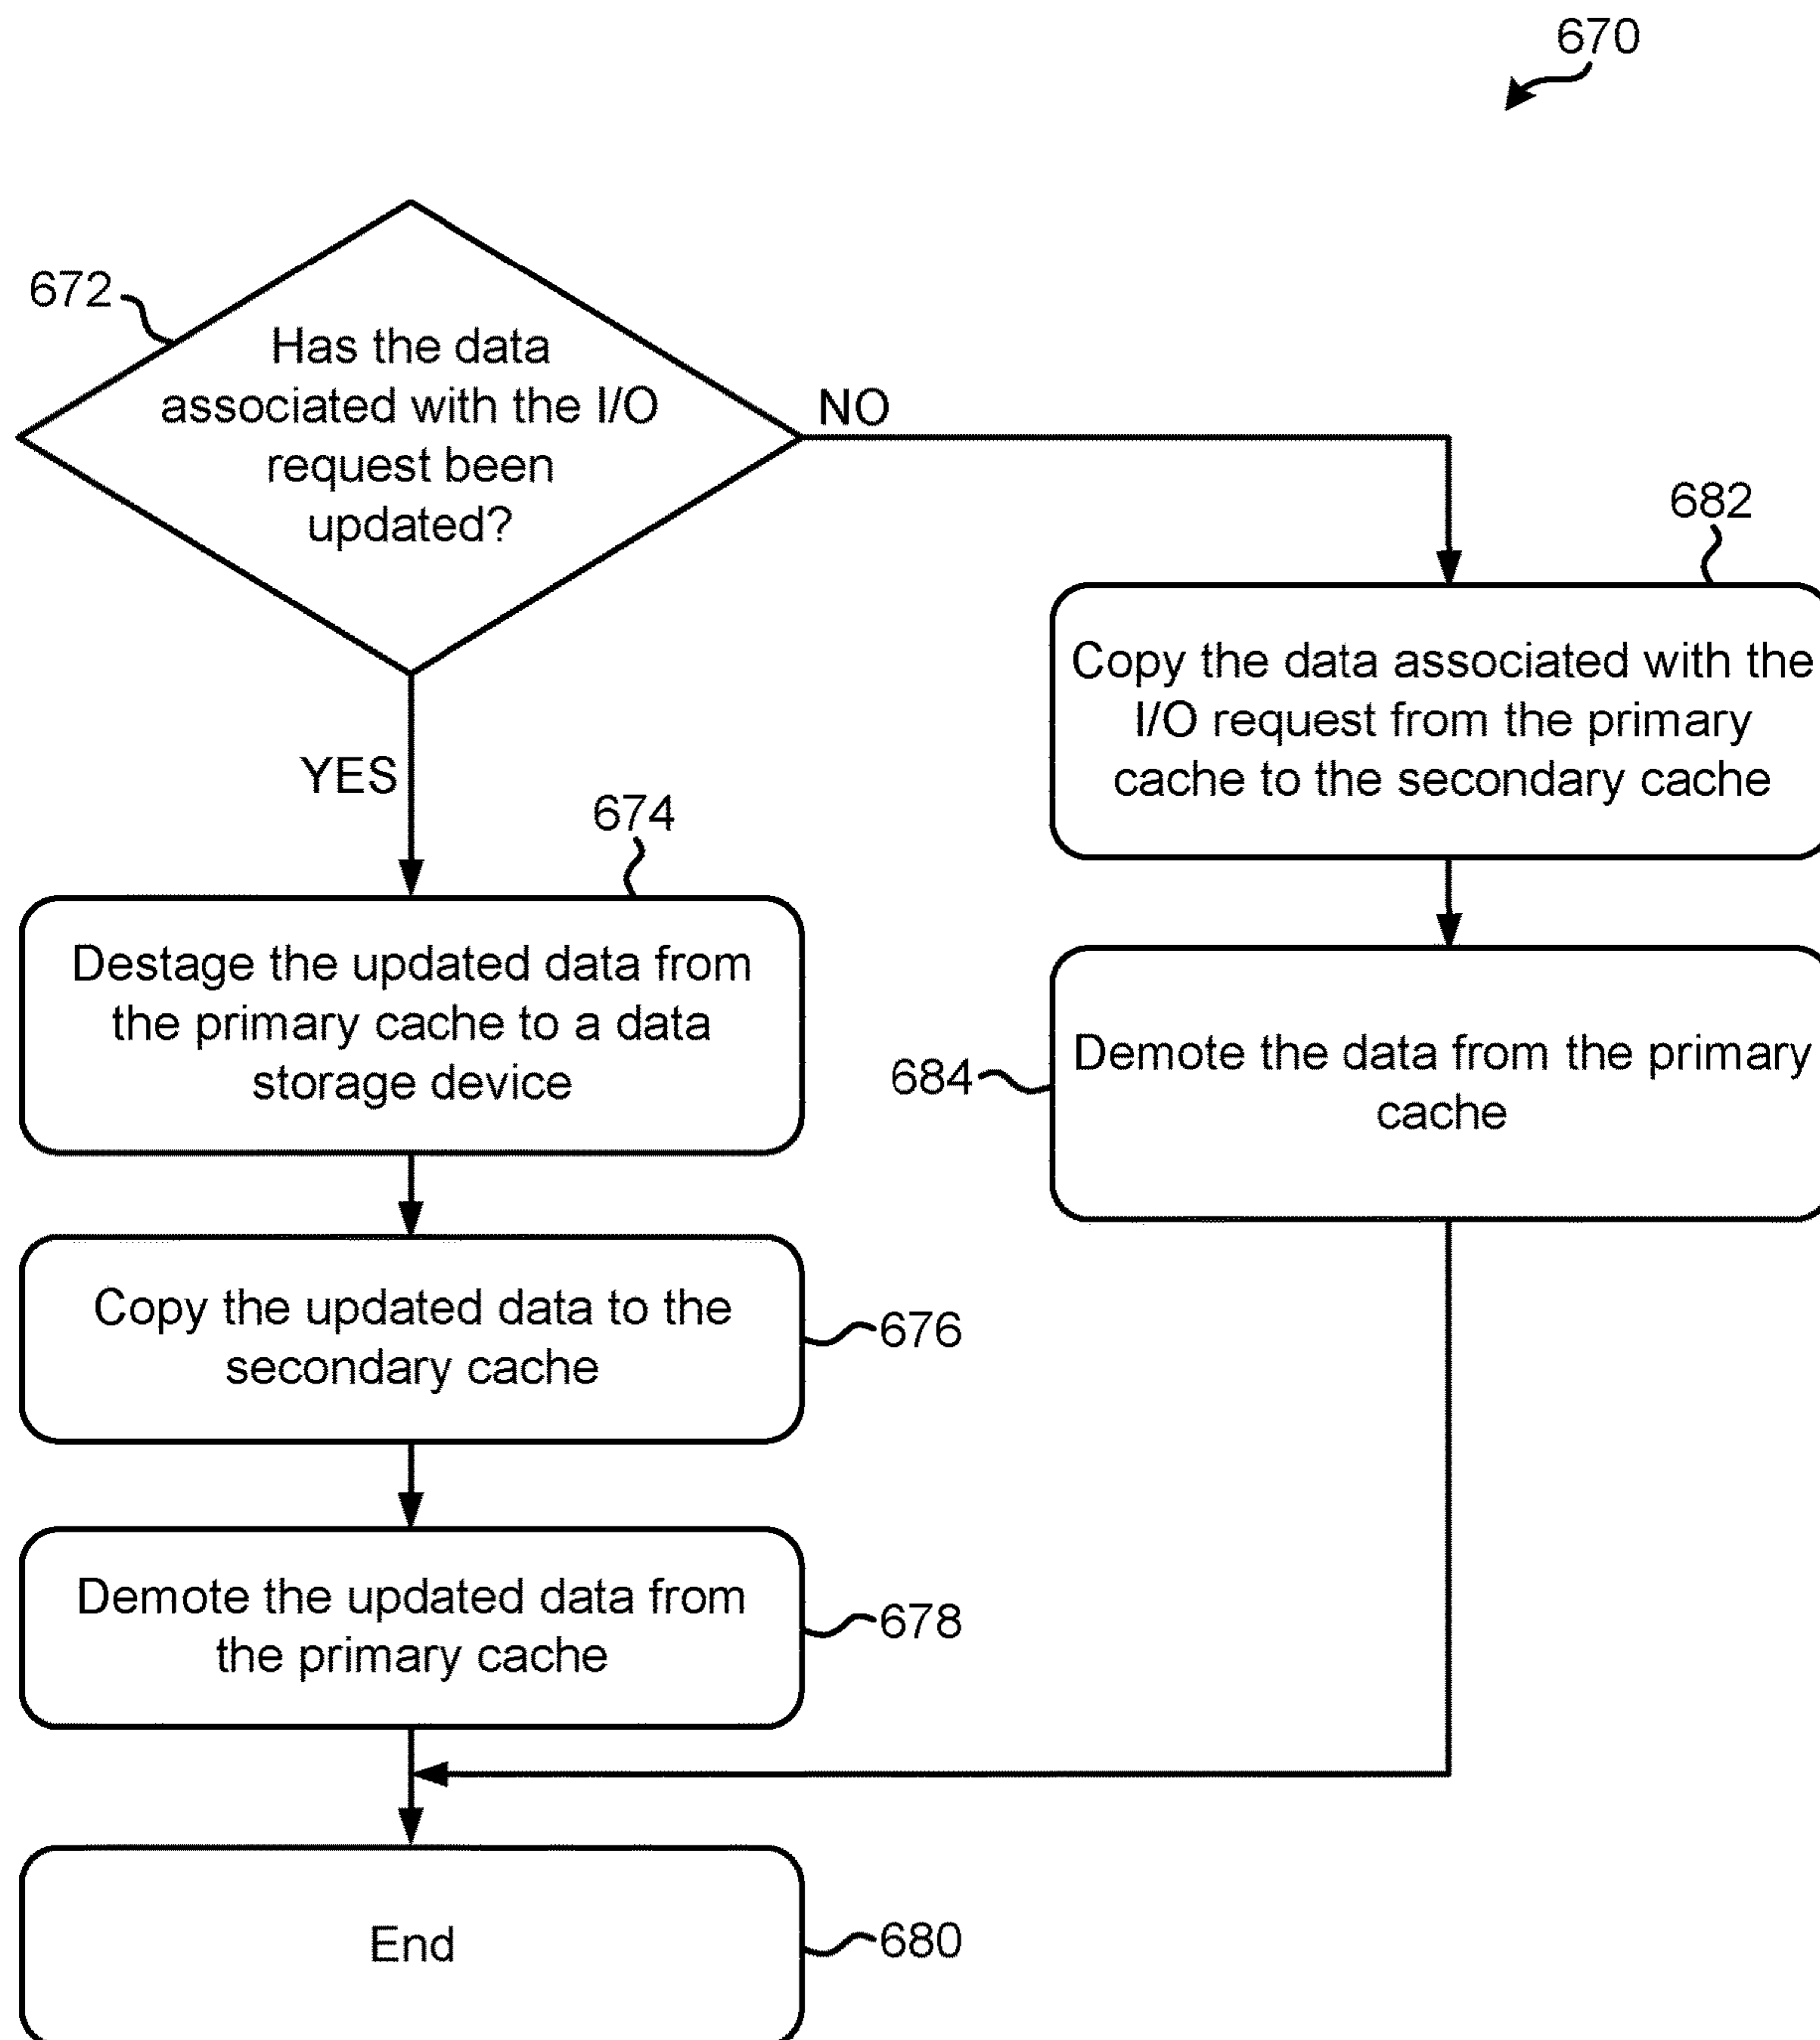 670
672
Has the data
associated with the I/O
request been
updated?
NO
682
Copy the data associated with the
I/O request from the primary
cache to the secondary cache
YES
674
Destage the updated data from
the primary cache to a data
storage device
684
Demote the data from the primary
cache
Copy the updated data to the
secondary cache
676
Demote the updated data from
the primary cache
678
End
680